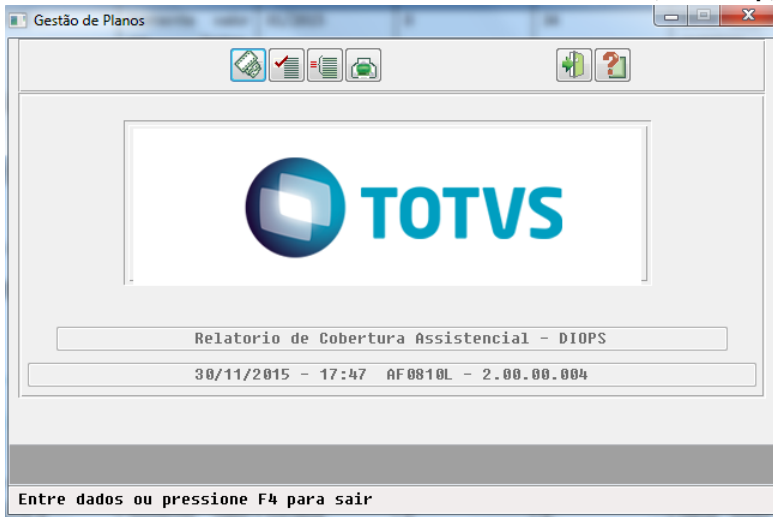 Gestão de Planos
TOTVS
Relatorio de Cobertura Assistencial - DIOPS
30/11/2015 - 17:47 AF0810L - 2.00.00.004
Entre dados ou pressione F4 para sair